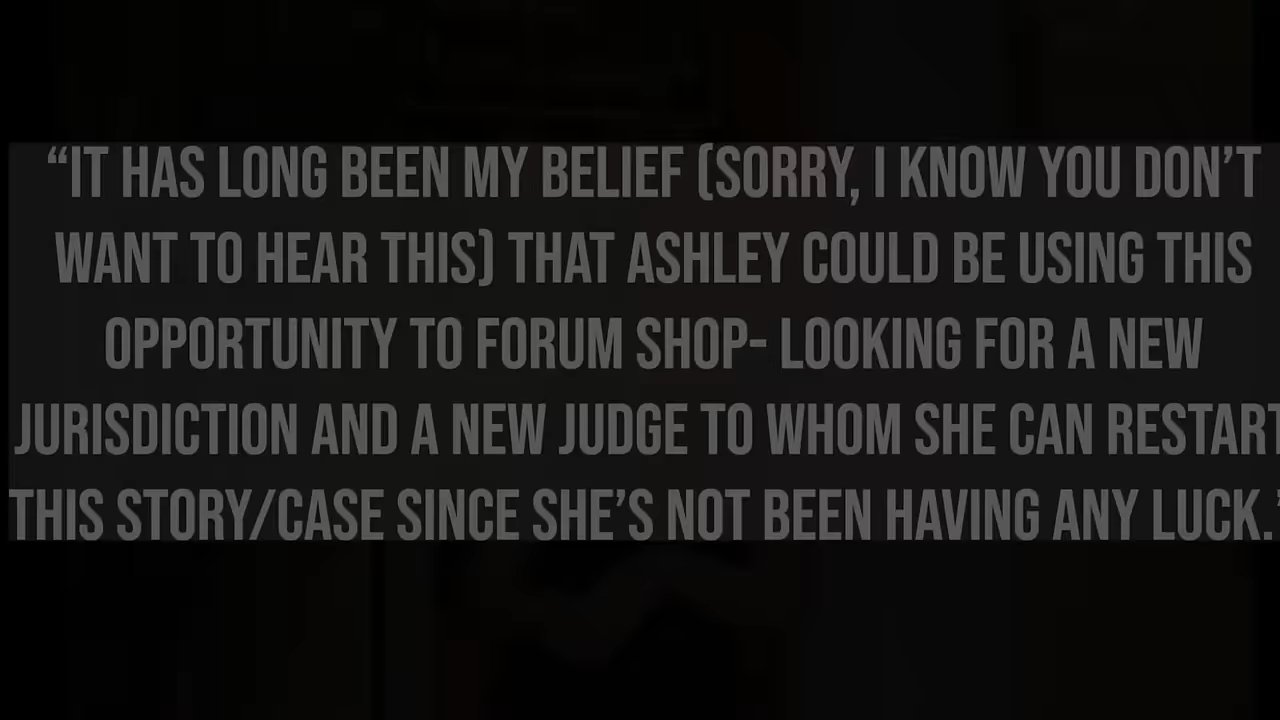 “IT HAS LONG BEEN MY BELIEF (SORRY, I KNOW YOU DON’T
WANT TO HEAR THIS) THAT ASHLEY COULD BE USING THIS
OPPORTUNITY TO FORUM SHOP- LOOKING FOR A NEW
JURISDICTION AND A NEW JUDGE TO WHOM SHE CAN RESTART
THIS STORY/CASE SINCE SHE’S NOT BEEN HAVING ANY LUCK.”